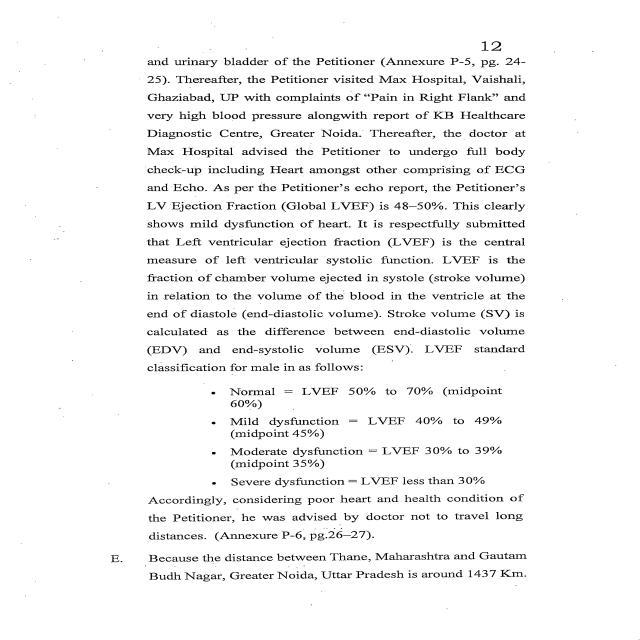 12
and urinary bladder of the Petitioner (Annexure P-5, pg. 24-
25). Thereafter, the Petitioner visited Max Hospital, Vaishali,
Ghaziabad, UP with complaints of “Pain in Right Flank” and
very high blood pressure alongwith report of KB Healthcare
Diagnostic Centre, Greater Noida. Thereafter, the doctor at
Max Hospital advised the Petitioner to undergo full body
check-up including Heart amongst other comprising of ECG
and Echo. As per the Petitioner’s echo report, the Petitioner’s
LV Ejection Fraction (Global LVEF) is 48–50%. This clearly
shows mild dysfunction of heart. It is respectfully submitted
that Left ventricular ejection fraction (LVEF) is the central
measure of left ventricular systolic function. LVEF is the
fraction of chamber volume ejected in systole (stroke volume)
in relation to the volume of the blood in the ventricle at the
end of diastole (end-diastolic volume). Stroke volume (SV) is
calculated as the difference between end-diastolic volume
(EDV) and end-systolic volume (ESV). LVEF standard
classification for male in as follows:
• Normal = LVEF 50% to 70% (midpoint
60%)
• Mild dysfunction = LVEF 40% to 49%
(midpoint 45%)
• Moderate dysfunction = LVEF 30% to 39%
(midpoint 35%)
• Severe dysfunction = LVEF less than 30%
Accordingly, considering poor heart and health condition of
the Petitioner, he was advised by doctor not to travel long
distances. (Annexure P-6, pg.26–27).
E. Because the distance between Thane, Maharashtra and Gautam
Budh Nagar, Greater Noida, Uttar Pradesh is around 1437 Km.